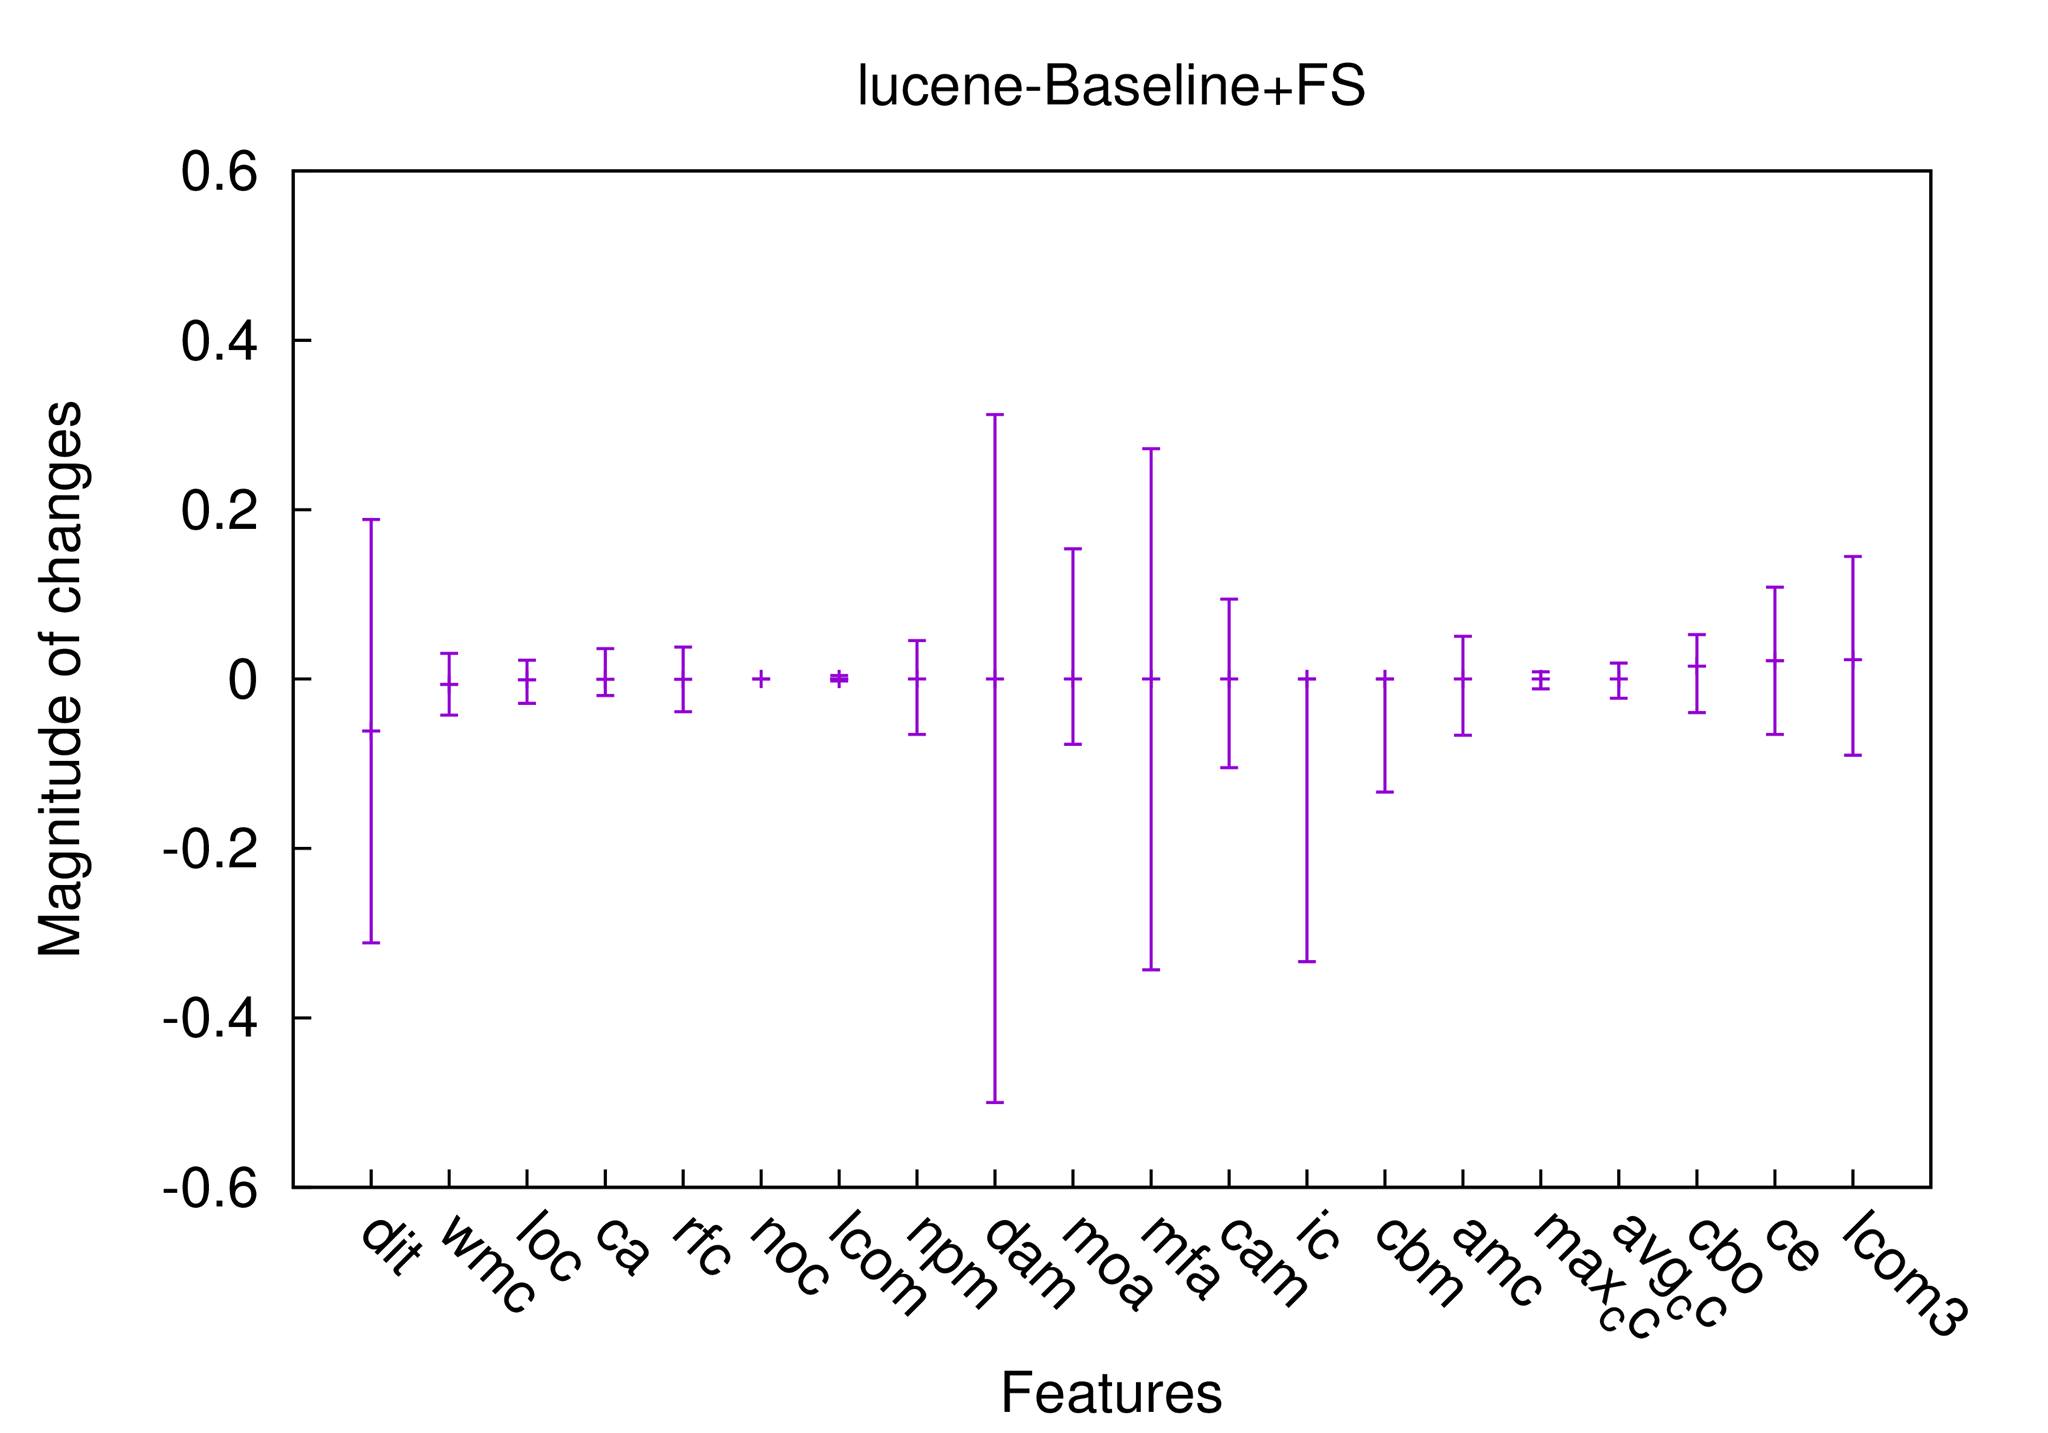 lucene-Baseline+FS
0.6
0.4
0.2
0
-0.2
-0.4
-0.6
Magnitude of changes
dit
wmc
loc
ca
rfc
noc
lcom
npm
dam
moa
mfa
cam
ic
cbm
amc
maxcc
avgcc
cbo
ce
lcom3
Features